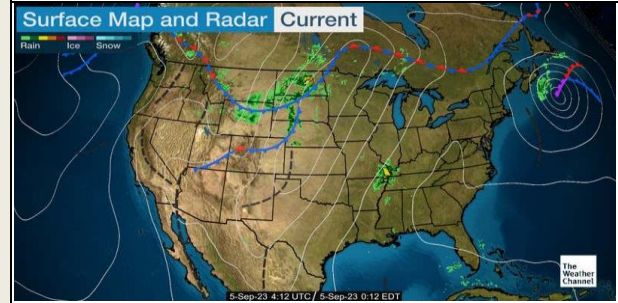 Surface Map and Radar Current
Rain Ice Snow
The
Weather
Channel
5-Sep-23 4:12 UTC / 5-Sep-23 0:12 EDT